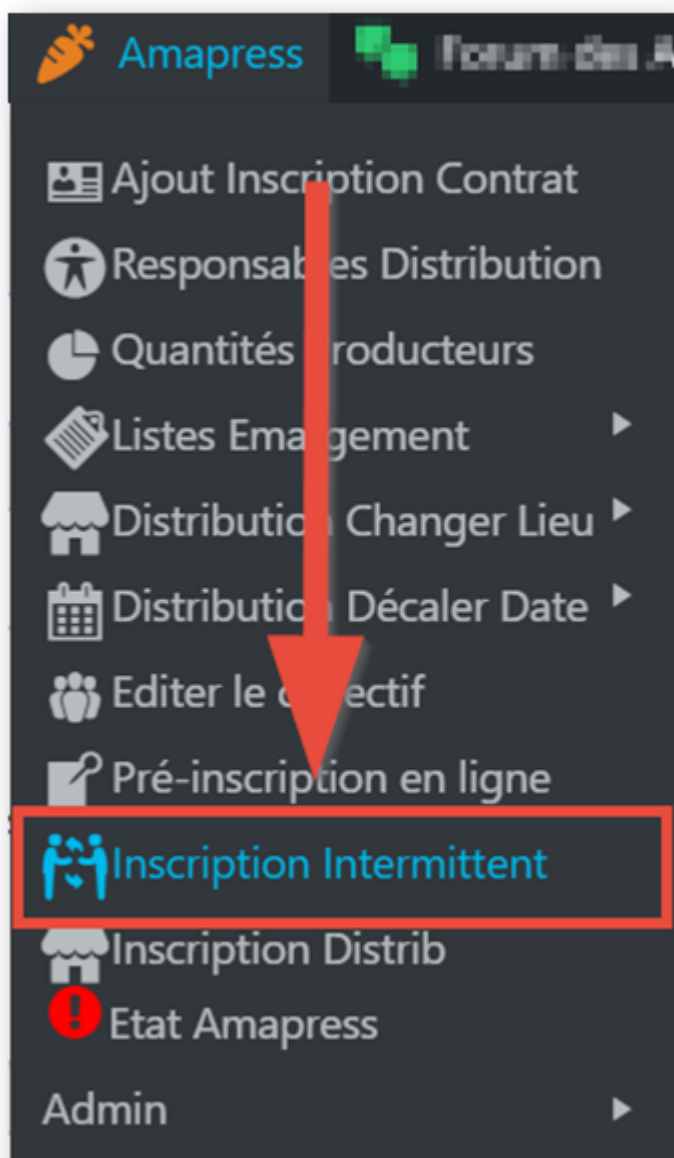 Amapress
Ajout Inscription Contrat
Responsables Distribution
Quantités Producteurs
Listes Emargement
Distribution Changer Lieu
Distribution Décaler Date
Editer le collectif
Pré-inscription en ligne
Inscription Intermittent
Inscription Distrib
Etat Amapress
Admin